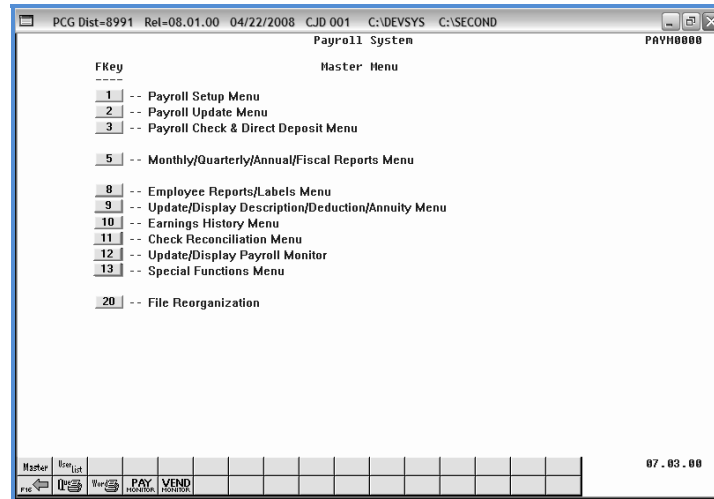 PCG Dist=8991 Rel=08.01.00 04/22/2008 CJD 001 C:\DEVSYS C:\SECOND
Payroll System PAYM0000
FKey Master Menu
----
1 -- Payroll Setup Menu
2 -- Payroll Update Menu
3 -- Payroll Check & Direct Deposit Menu
5 -- Monthly/Quarterly/Annual/Fiscal Reports Menu
8 -- Employee Reports/Labels Menu
9 -- Update/Display Description/Deduction/Annuity Menu
10 -- Earnings History Menu
11 -- Check Reconciliation Menu
12 -- Update/Display Payroll Monitor
13 -- Special Functions Menu
20 -- File Reorganization
Master User List 07.03.00
F16 Que Wor PAY MONITOR VEND MONITOR